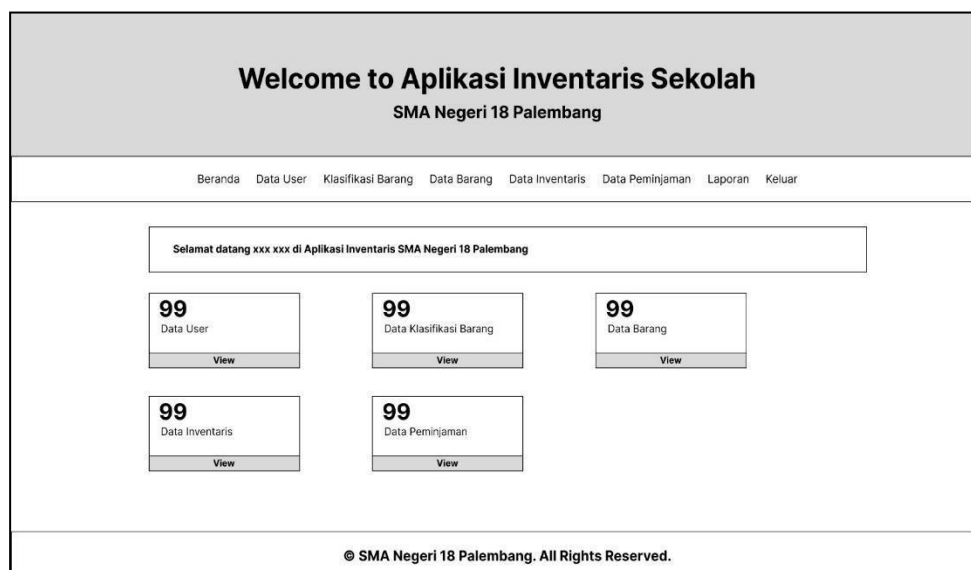 Welcome to Aplikasi Inventaris Sekolah
SMA Negeri 18 Palembang
Beranda Data User Klasifikasi Barang Data Barang Data Inventaris Data Peminjaman Laporan Keluar
Selamat datang xxx xxx di Aplikasi Inventaris SMA Negeri 18 Palembang
99
Data User
View
99
Data Klasifikasi Barang
View
99
Data Barang
View
99
Data Inventaris
View
99
Data Peminjaman
View
© SMA Negeri 18 Palembang. All Rights Reserved.